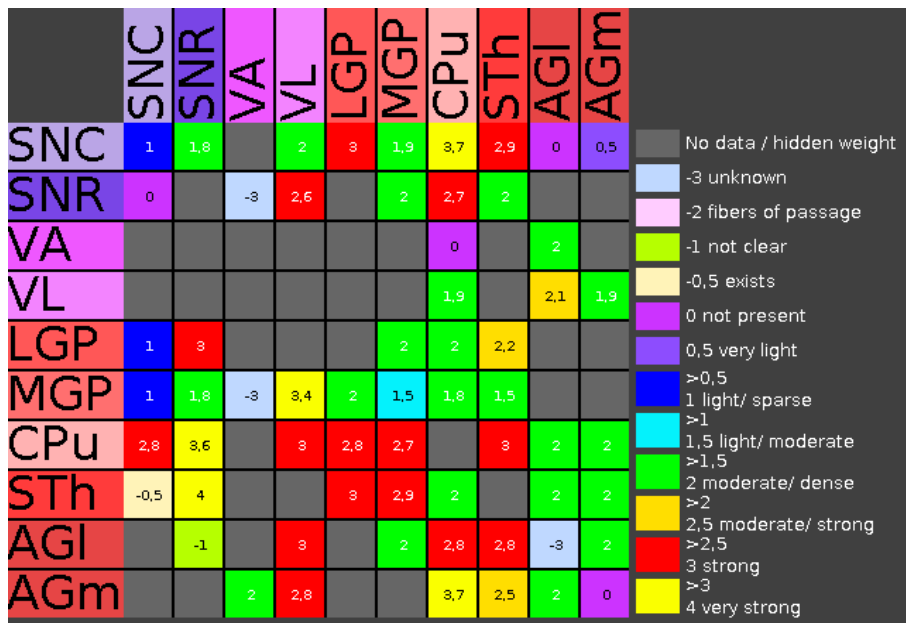 SNC SNR VA VL LGP MGP CPu STh AGl AGm
SNC 1 1,8 2 3 1,9 3,7 2,9 0 0,5
SNR 0 -3 2,6 2 2,7 2
VA 0 2
VL 1,9 2,1 1,9
LGP 1 3 2 2 2,2
MGP 1 1,8 -3 3,4 2 1,5 1,8 1,5
CPu 2,8 3,6 3 2,8 2,7 3 2 2
STh -0,5 4 3 2,9 2 2 2
AGl -1 3 2 2,8 2,8 -3 2
AGm 2 2,8 3,7 2,5 2 0
No data / hidden weight
-3 unknown
-2 fibers of passage
-1 not clear
-0,5 exists
0 not present
0,5 very light
>0,5
1 light/ sparse
>1
1,5 light/ moderate
>1,5
2 moderate/ dense
>2
2,5 moderate/ strong
>2,5
3 strong
>3
4 very strong